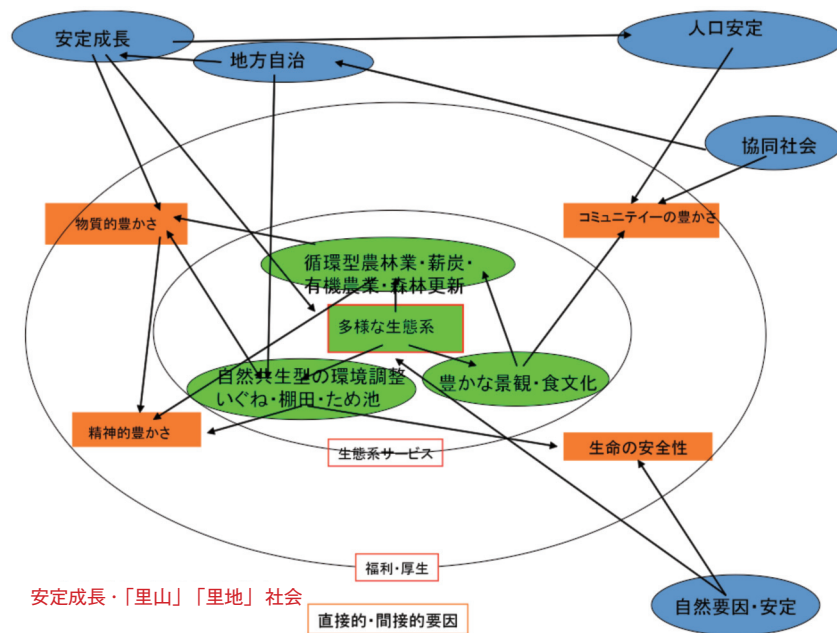 安定成長
地方自治
人口安定
協同社会
物質的豊かさ
コミュニテイーの豊かさ
循環型農林業・薪炭・
有機農業・森林更新
多様な生態系
自然共生型の環境調整
いぐね・棚田・ため池
豊かな景観・食文化
精神的豊かさ
生態系サービス
生命の安全性
福利・厚生
安定成長・「里山」「里地」社会
直接的・間接的要因
自然要因・安定